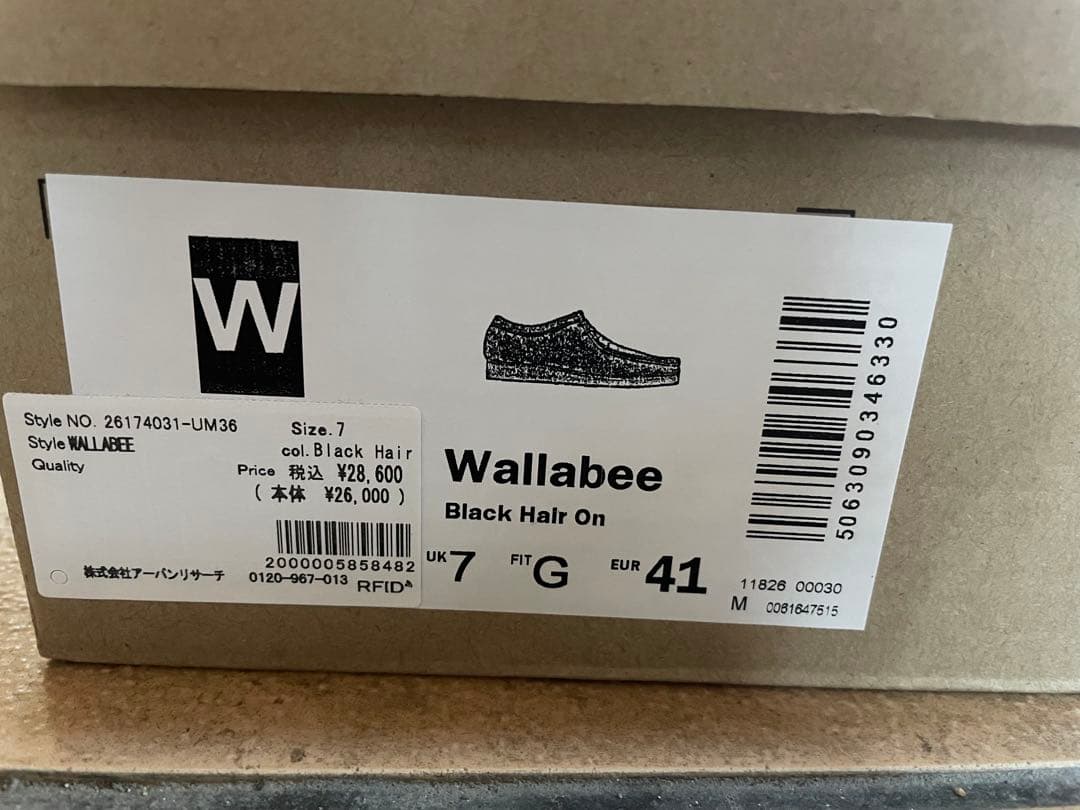 W
Wallabee
Black Hair On
UK 7 FIT G EUR 41
5063090346330
11826 00030
M 0061647615
Style NO. 26174031-UM36
Size.7
Style WALLABEE
col.Black Hair
Quality
Price 税込 ¥28,600
( 本体 ¥26,000 )
2000005858482
株式会社アーバンリサーチ
0120-967-013
RFID